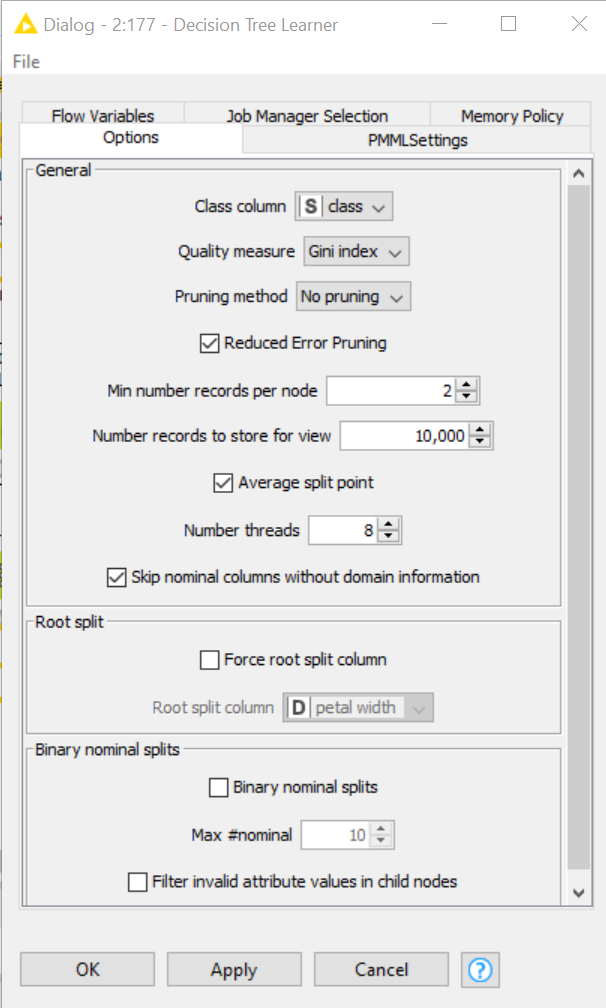 Dialog - 2:177 - Decision Tree Learner
File
Flow Variables Job Manager Selection Memory Policy
Options PMMLSettings
General
Class column S class
Quality measure Gini index
Pruning method No pruning
Reduced Error Pruning
Min number records per node 2
Number records to store for view 10,000
Average split point
Number threads 8
Skip nominal columns without domain information
Root split
Force root split column
Root split column D petal width
Binary nominal splits
Binary nominal splits
Max #nominal 10
Filter invalid attribute values in child nodes
OK Apply Cancel ?